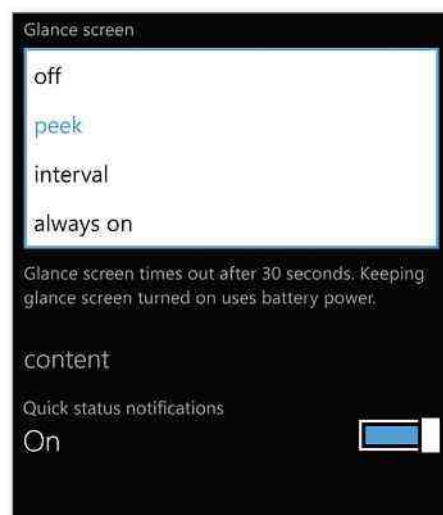 Glance screen
off
peek
interval
always on
Glance screen times out after 30 seconds. Keeping
glance screen turned on uses battery power.
content
Quick status notifications
On